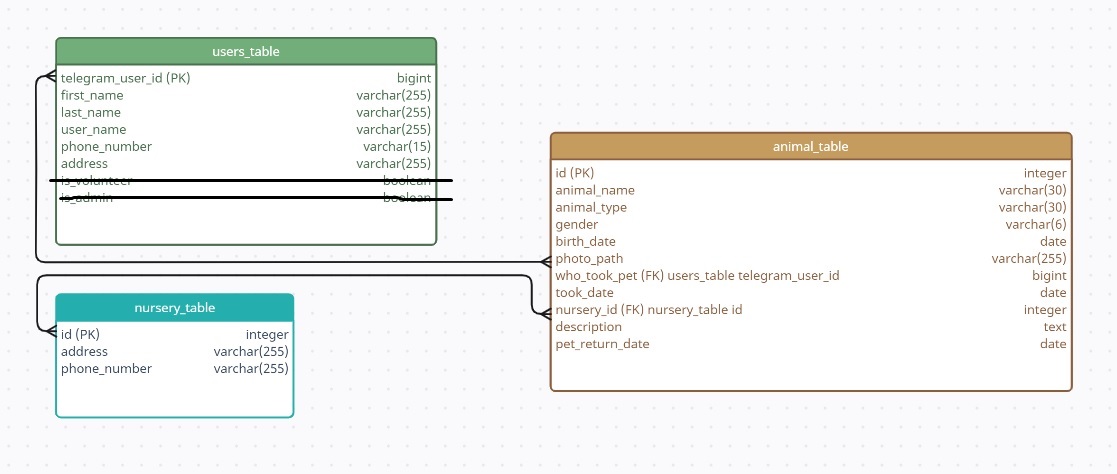 users_table
telegram_user_id (PK) bigint
first_name varchar(255)
last_name varchar(255)
user_name varchar(255)
phone_number varchar(15)
address varchar(255)
is_volunteer boolean
is_admin boolean
animal_table
id (PK) integer
animal_name varchar(30)
animal_type varchar(30)
gender varchar(6)
birth_date date
photo_path varchar(255)
who_took_pet (FK) users_table telegram_user_id bigint
took_date date
nursery_id (FK) nursery_table id integer
description text
pet_return_date date
nursery_table
id (PK) integer
address varchar(255)
phone_number varchar(255)